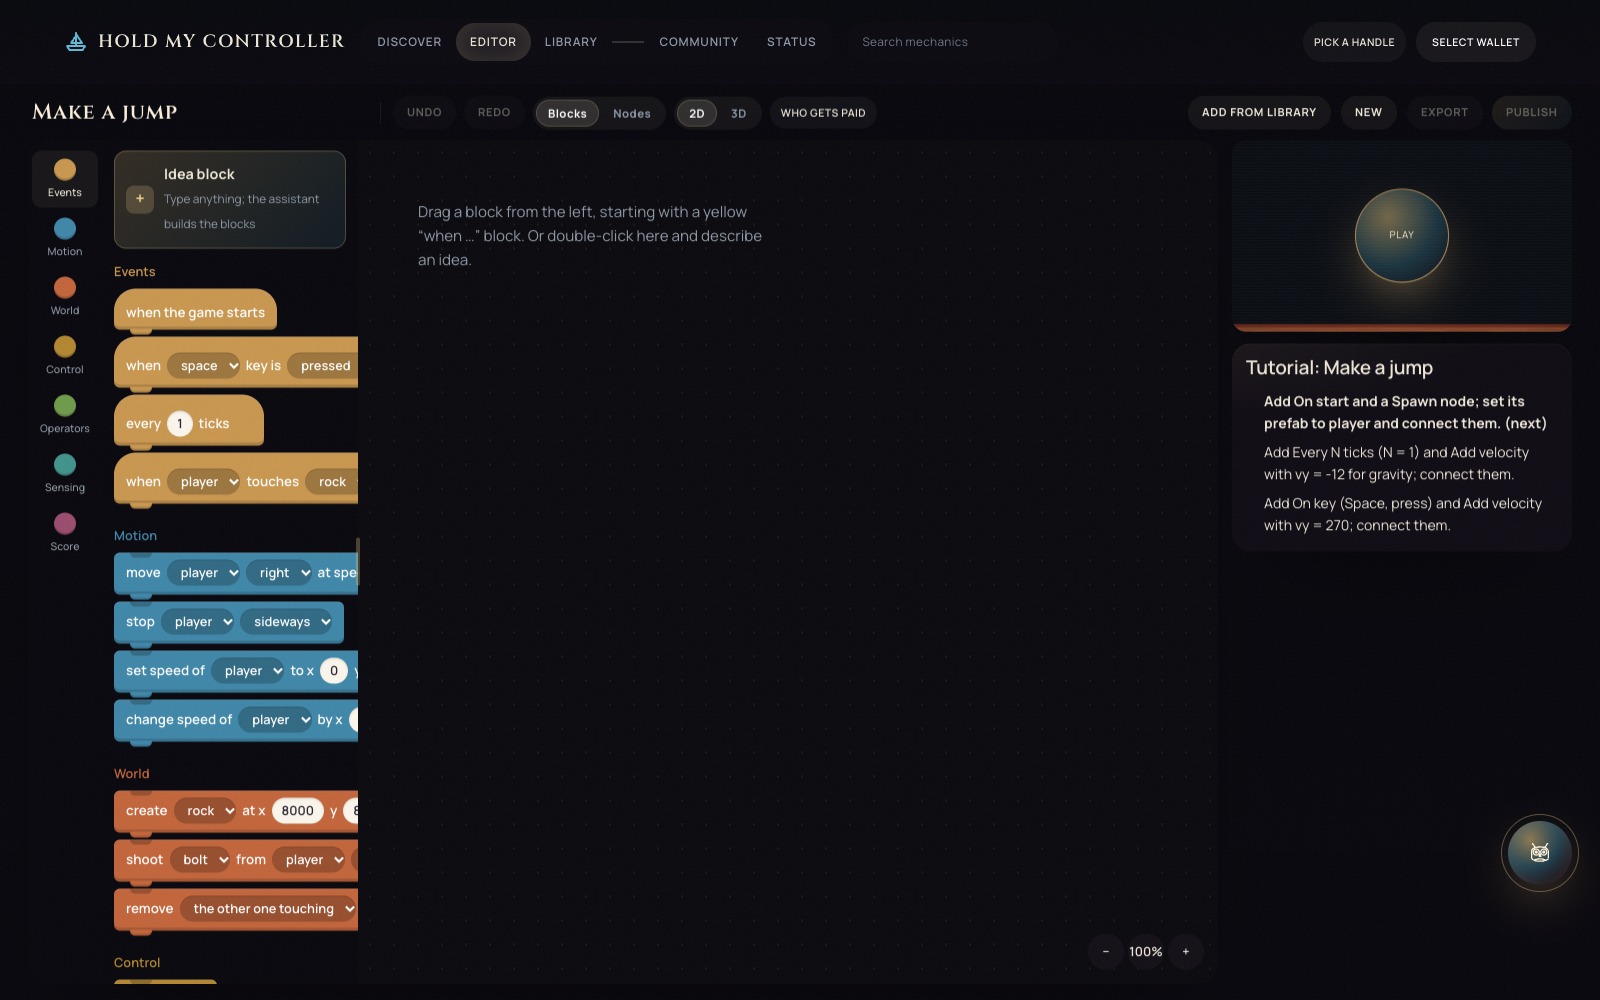 HOLD MY CONTROLLER
DISCOVER
EDITOR
LIBRARY
COMMUNITY
STATUS
Search mechanics
PICK A HANDLE
SELECT WALLET
MAKE A JUMP
UNDO
REDO
Blocks
Nodes
2D
3D
WHO GETS PAID
ADD FROM LIBRARY
NEW
EXPORT
PUBLISH
Events
Motion
World
Control
Operators
Sensing
Score
+
Idea block
Type anything; the assistant
builds the blocks
Events
when the game starts
when space key is pressed
every 1 ticks
when player touches rock
Motion
move player right at spe
stop player sideways
set speed of player to x 0 y
change speed of player by x
World
create rock at x 8000 y 8
shoot bolt from player
remove the other one touching
Control
Drag a block from the left, starting with a yellow
“when …” block. Or double-click here and describe
an idea.
− 100% +
PLAY
Tutorial: Make a jump
Add On start and a Spawn node; set its
prefab to player and connect them. (next)
Add Every N ticks (N = 1) and Add velocity
with vy = -12 for gravity; connect them.
Add On key (Space, press) and Add velocity
with vy = 270; connect them.